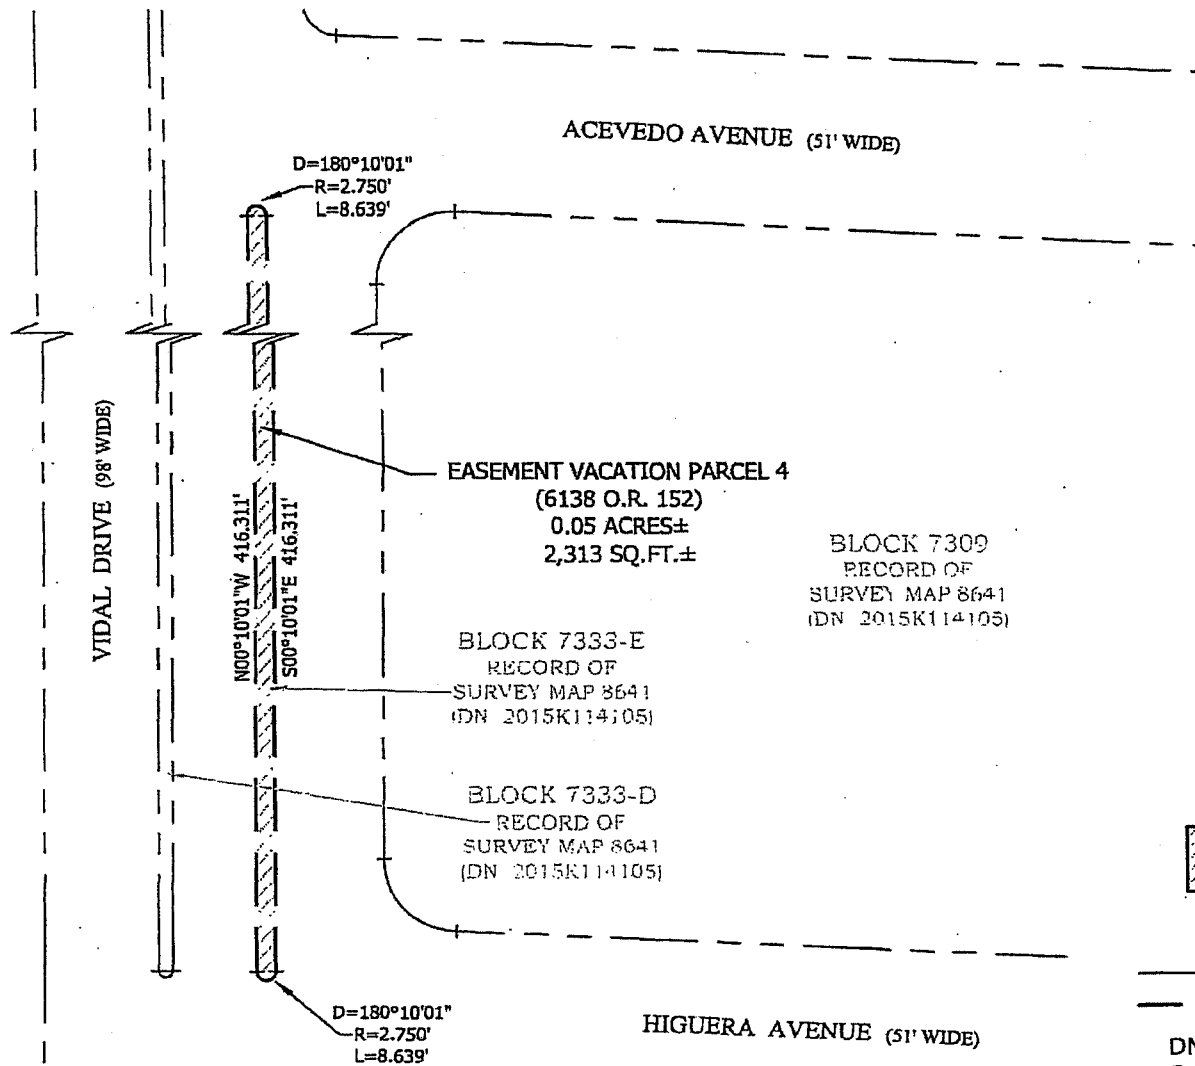 ACEVEDO AVENUE (51' WIDE)
D=180°10'01"
R=2.750'
L=8.639'
VIDAL DRIVE (98' WIDE)
N00°10'01"W 416.311'
S00°10'01"E 416.311'
EASEMENT VACATION PARCEL 4
(6138 O.R. 152)
0.05 ACRES±
2,313 SQ.FT.±
BLOCK 7309
RECORD OF
SURVEY MAP 8641
(DN 2015K114105)
BLOCK 7333-E
RECORD OF
SURVEY MAP 8641
(DN 2015K114105)
BLOCK 7333-D
RECORD OF
SURVEY MAP 8641
(DN 2015K114105)
D=180°10'01"
R=2.750'
L=8.639'
HIGUERA AVENUE (51' WIDE)
DN